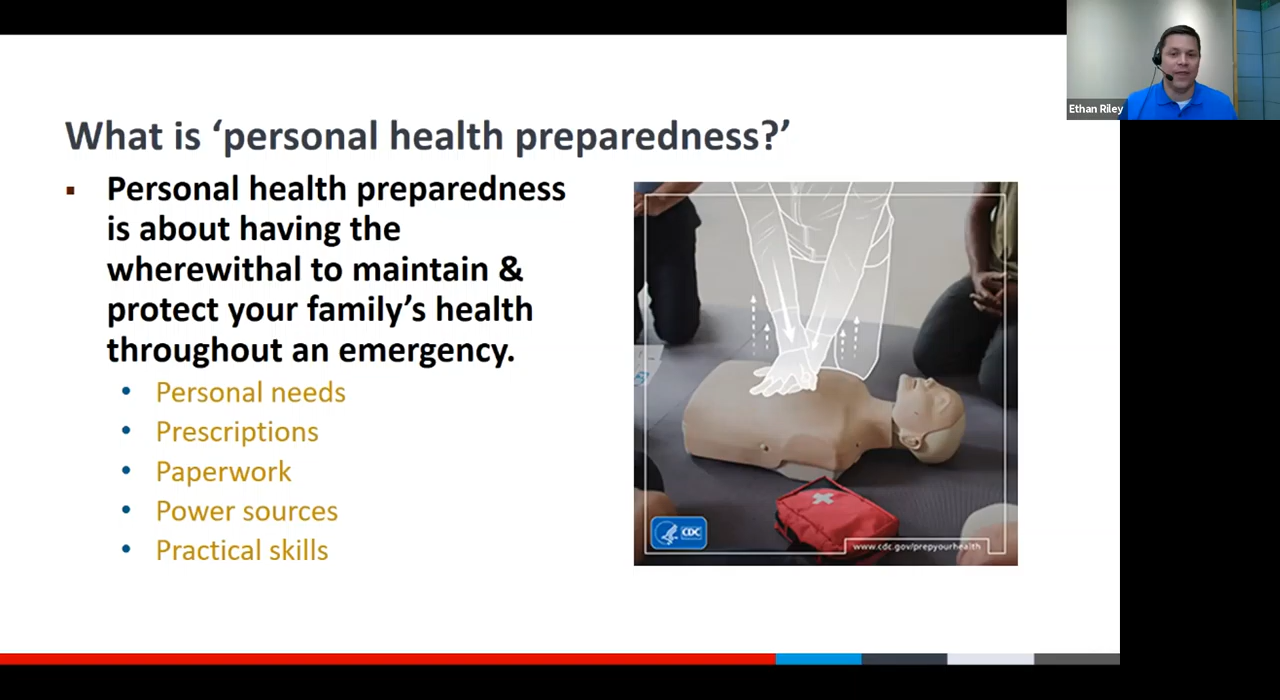 Ethan Riley
What is ‘personal health preparedness?’
Personal health preparedness
is about having the
wherewithal to maintain &
protect your family’s health
throughout an emergency.
Personal needs
Prescriptions
Paperwork
Power sources
Practical skills
CDC
www.cdc.gov/prepyourhealth